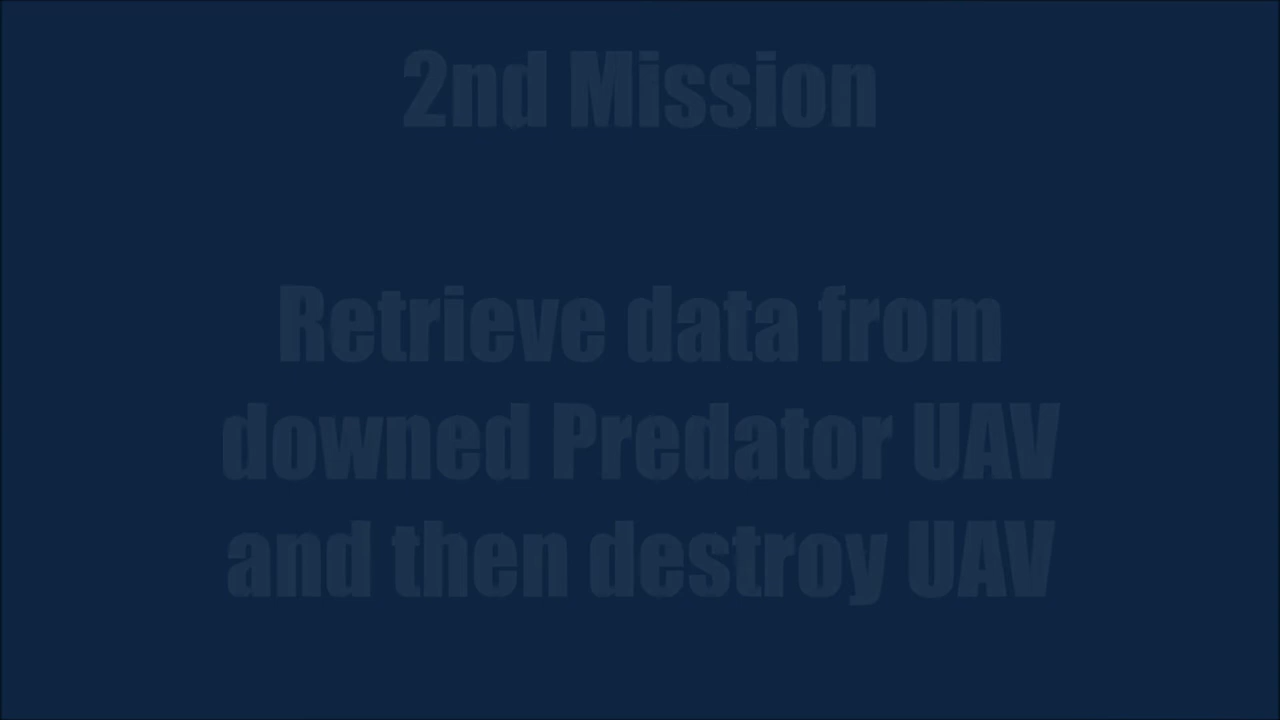 2nd Mission
Retrieve data from
downed Predator UAV
and then destroy UAV